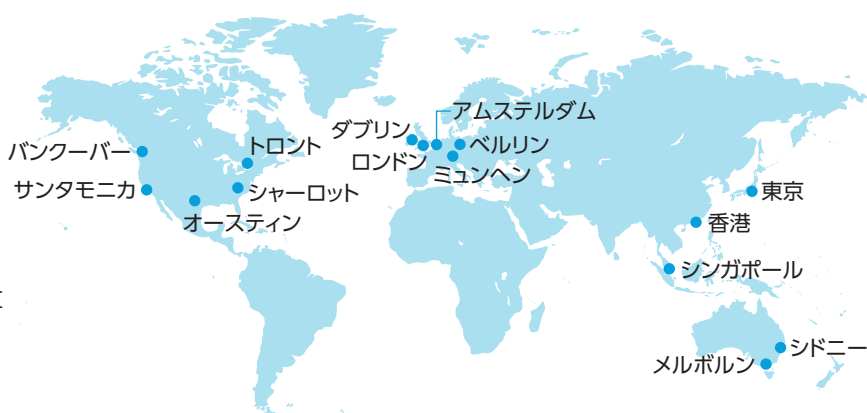 アムステルダム
ダブリン
トロント
ベルリン
バンクーバー
ロンドン
ミュンヘン
サンタモニカ
シャーロット
東京
オースティン
香港
シンガポール
シドニー
メルボルン